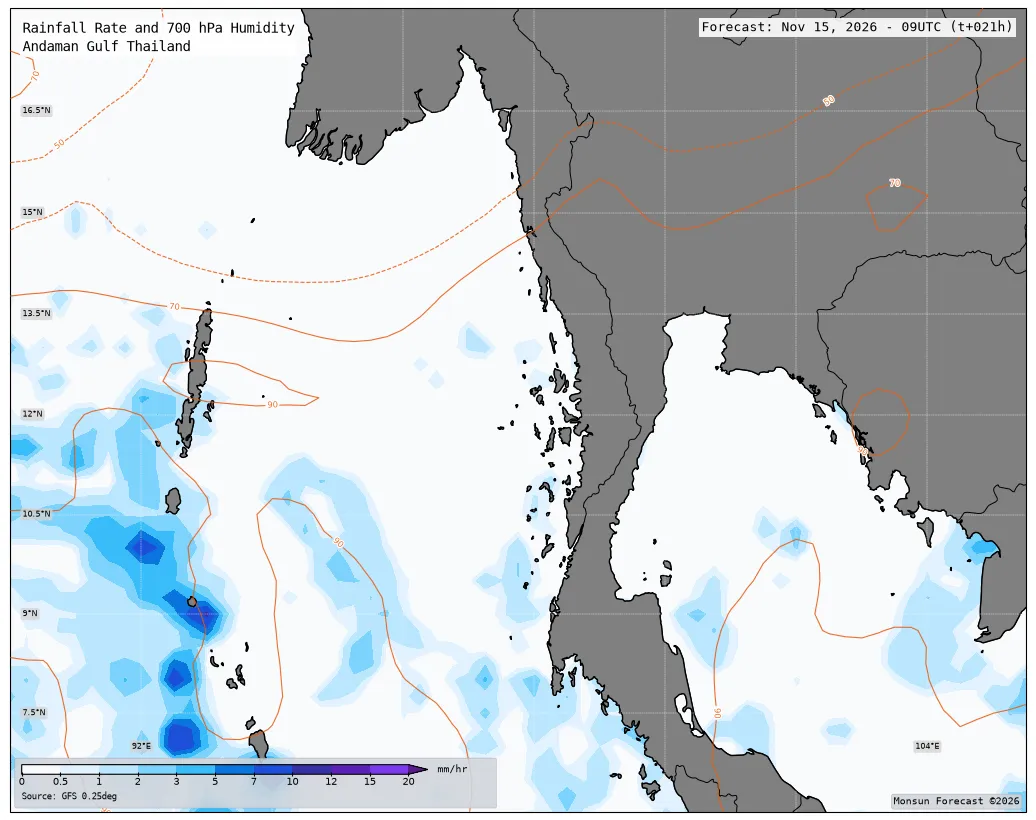 Rainfall Rate and 700 hPa Humidity
Andaman Gulf Thailand
Forecast: Nov 15, 2026 - 09UTC (t+021h)
70
50
50
16.5°N
70
15°N
70
13.5°N
90
12°N
90
10.5°N
90
9°N
90
7.5°N
92°E
104°E
mm/hr
0 0.5 1 2 3 5 7 10 12 15 20
Source: GFS 0.25deg
Monsun Forecast ©2026